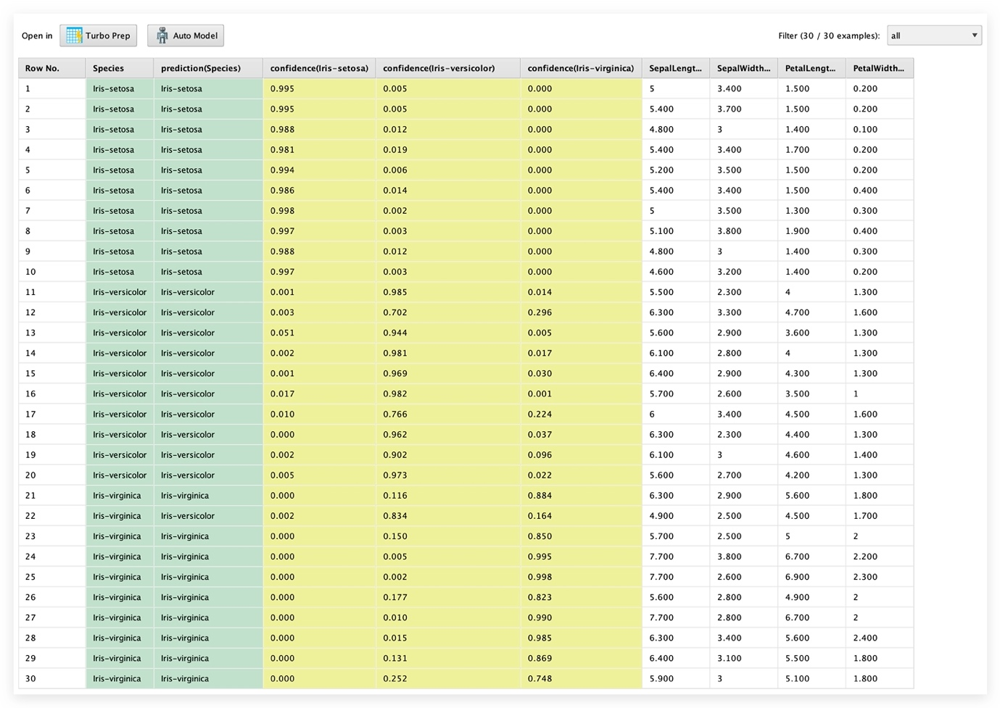 Open in Turbo Prep Auto Model Filter (30 / 30 examples): all
Row No. Species prediction(Species) confidence(Iris-setosa) confidence(Iris-versicolor) confidence(Iris-virginica) SepalLengt... SepalWidth... PetalLengt... PetalWidth...
1 Iris-setosa Iris-setosa 0.995 0.005 0.000 5 3.400 1.500 0.200
2 Iris-setosa Iris-setosa 0.995 0.005 0.000 5.400 3.700 1.500 0.200
3 Iris-setosa Iris-setosa 0.988 0.012 0.000 4.800 3 1.400 0.100
4 Iris-setosa Iris-setosa 0.981 0.019 0.000 5.400 3.400 1.700 0.200
5 Iris-setosa Iris-setosa 0.994 0.006 0.000 5.200 3.500 1.500 0.200
6 Iris-setosa Iris-setosa 0.986 0.014 0.000 5.400 3.400 1.500 0.400
7 Iris-setosa Iris-setosa 0.998 0.002 0.000 5 3.500 1.300 0.300
8 Iris-setosa Iris-setosa 0.997 0.003 0.000 5.100 3.800 1.900 0.400
9 Iris-setosa Iris-setosa 0.988 0.012 0.000 4.800 3 1.400 0.300
10 Iris-setosa Iris-setosa 0.997 0.003 0.000 4.600 3.200 1.400 0.200
11 Iris-versicolor Iris-versicolor 0.001 0.985 0.014 5.500 2.300 4 1.300
12 Iris-versicolor Iris-versicolor 0.003 0.702 0.296 6.300 3.300 4.700 1.600
13 Iris-versicolor Iris-versicolor 0.051 0.944 0.005 5.600 2.900 3.600 1.300
14 Iris-versicolor Iris-versicolor 0.002 0.981 0.017 6.100 2.800 4 1.300
15 Iris-versicolor Iris-versicolor 0.001 0.969 0.030 6.400 2.900 4.300 1.300
16 Iris-versicolor Iris-versicolor 0.017 0.982 0.001 5.700 2.600 3.500 1
17 Iris-versicolor Iris-versicolor 0.010 0.766 0.224 6 3.400 4.500 1.600
18 Iris-versicolor Iris-versicolor 0.000 0.962 0.037 6.300 2.300 4.400 1.300
19 Iris-versicolor Iris-versicolor 0.002 0.902 0.096 6.100 3 4.600 1.400
20 Iris-versicolor Iris-versicolor 0.005 0.973 0.022 5.600 2.700 4.200 1.300
21 Iris-virginica Iris-virginica 0.000 0.116 0.884 6.300 2.900 5.600 1.800
22 Iris-virginica Iris-versicolor 0.002 0.834 0.164 4.900 2.500 4.500 1.700
23 Iris-virginica Iris-virginica 0.000 0.150 0.850 5.700 2.500 5 2
24 Iris-virginica Iris-virginica 0.000 0.005 0.995 7.700 3.800 6.700 2.200
25 Iris-virginica Iris-virginica 0.000 0.002 0.998 7.700 2.600 6.900 2.300
26 Iris-virginica Iris-virginica 0.000 0.177 0.823 5.600 2.800 4.900 2
27 Iris-virginica Iris-virginica 0.000 0.010 0.990 7.700 2.800 6.700 2
28 Iris-virginica Iris-virginica 0.000 0.015 0.985 6.300 3.400 5.600 2.400
29 Iris-virginica Iris-virginica 0.000 0.131 0.869 6.400 3.100 5.500 1.800
30 Iris-virginica Iris-virginica 0.000 0.252 0.748 5.900 3 5.100 1.800